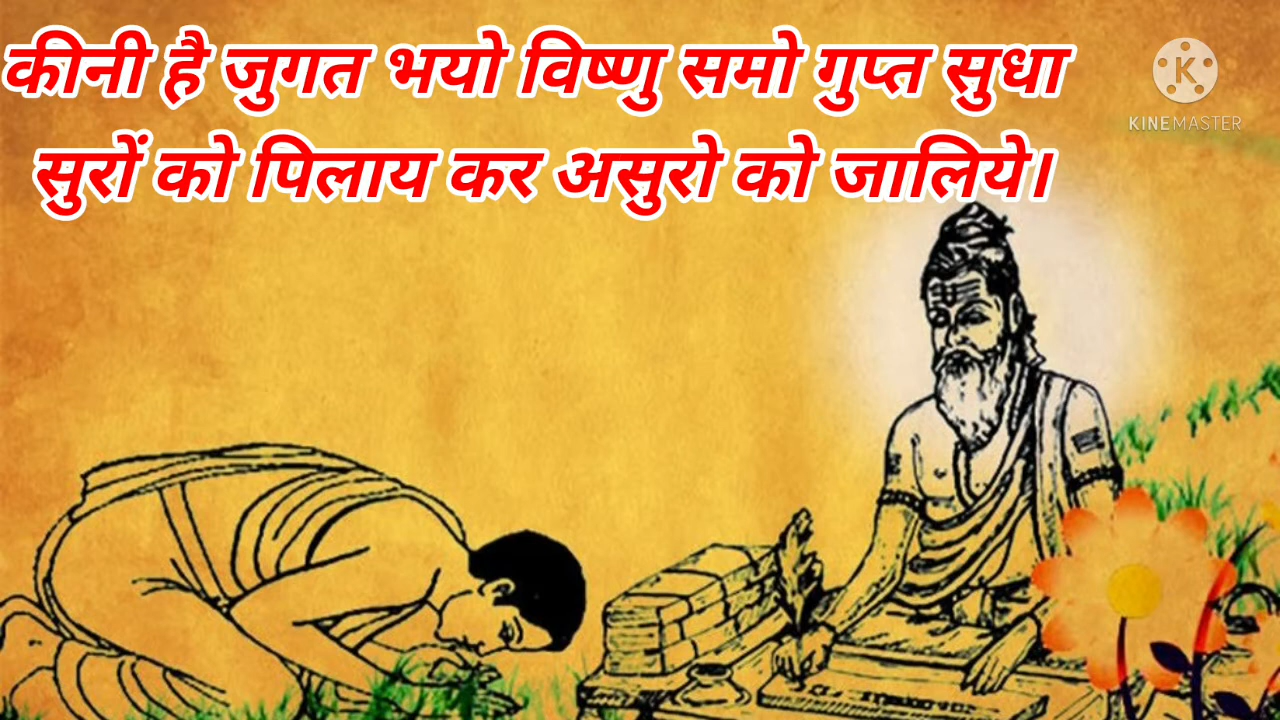 कीनी है जुगत भयो विष्णु समो गुप्त सुधा
सुरों को पिलाय कर असुरो को जालिये।
K
KINEMASTER